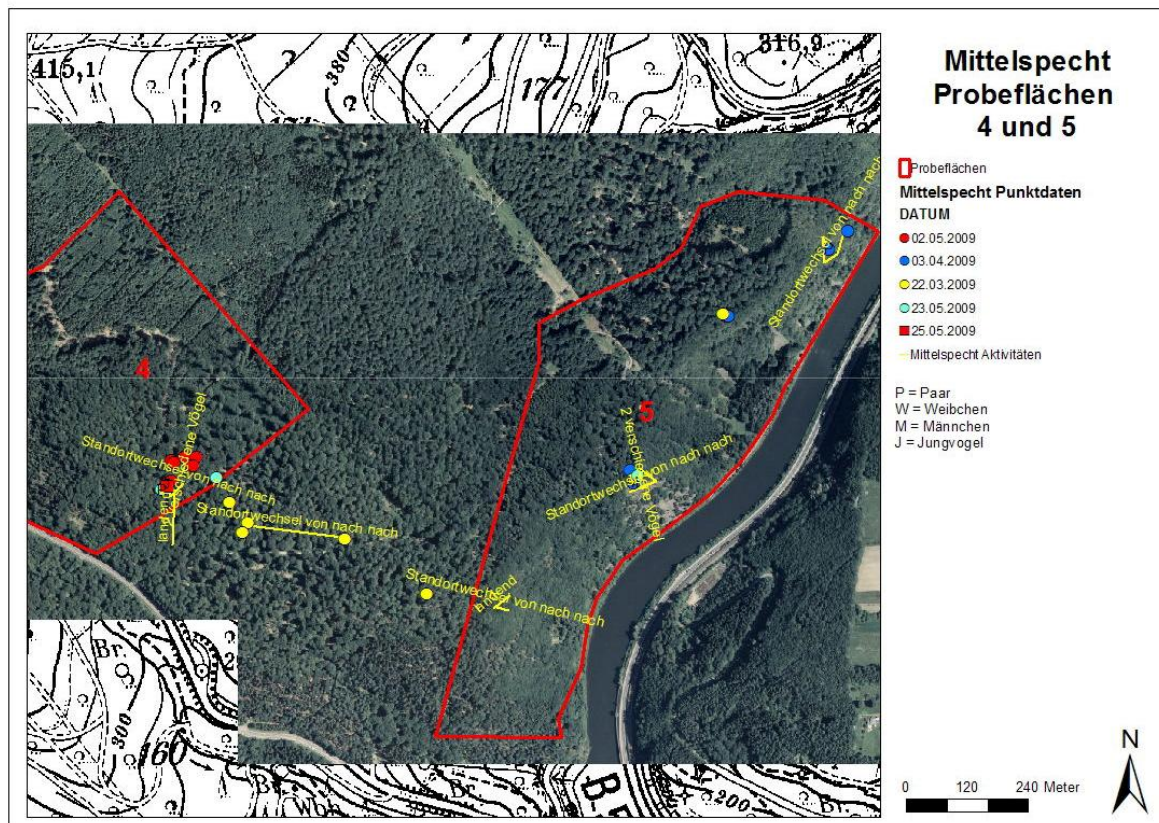 415,1
380
177
316,9
Mittelspecht
Probeflächen
4 und 5
Probeflächen
Mittelspecht Punktdaten
DATUM
02.05.2009
03.04.2009
22.03.2009
23.05.2009
25.05.2009
Mittelspecht Aktivitäten
P = Paar
W = Weibchen
M = Männchen
J = Jungvogel
Standortwechsel von nach nach
4
5
Standortwechsel von nach nach
Standortwechsel von nach nach
Standortwechsel von nach nach
Standortwechsel von nach nach
Br.
300
160
Br.
200
N
0 120 240 Meter